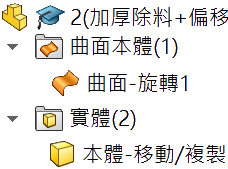 2(加厚除料+偏移
曲面本體(1)
曲面-旋轉1
實體(2)
本體-移動/複製